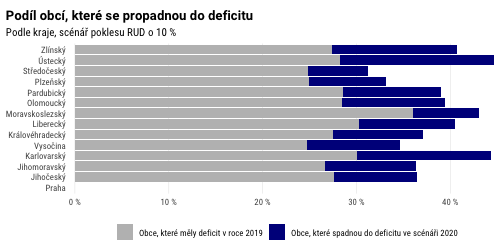 Podíl obcí, které se propadnou do deficitu
Podle kraje, scénář poklesu RUD o 10 %
Zlínský
Ústecký
Středočeský
Plzeňský
Pardubický
Olomoucký
Moravskoslezský
Liberecký
Královéhradecký
Vysočina
Karlovarský
Jihomoravský
Jihočeský
Praha
0 % 10 % 20 % 30 % 40 %
Obce, které měly deficit v roce 2019 Obce, které spadnou do deficitu ve scénáři 2020